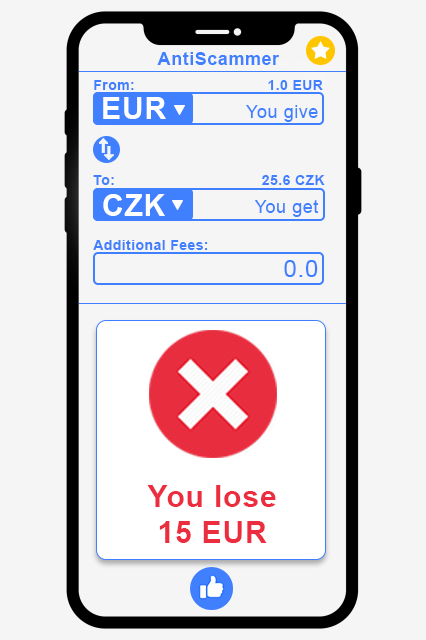 AntiScammer
From: 1.0 EUR
EUR You give
To: 25.6 CZK
CZK You get
Additional Fees:
0.0
You lose
15 EUR